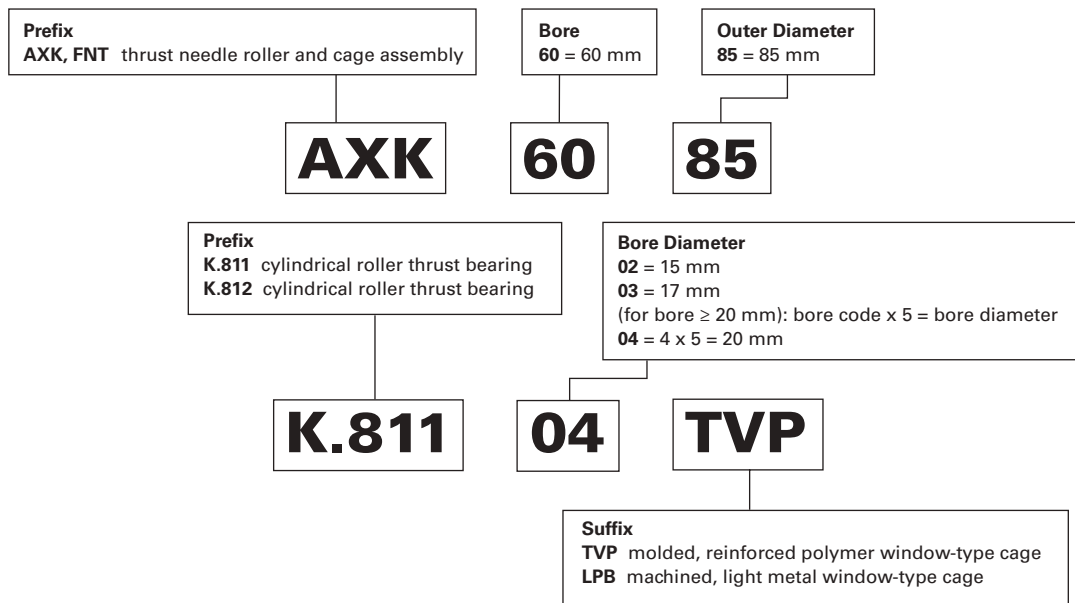 Prefix
AXK, FNT thrust needle roller and cage assembly
Bore
60 = 60 mm
Outer Diameter
85 = 85 mm
AXK 60 85
Prefix
K.811 cylindrical roller thrust bearing
K.812 cylindrical roller thrust bearing
Bore Diameter
02 = 15 mm
03 = 17 mm
(for bore ≥ 20 mm): bore code x 5 = bore diameter
04 = 4 x 5 = 20 mm
K.811 04 TVP
Suffix
TVP molded, reinforced polymer window-type cage
LPB machined, light metal window-type cage